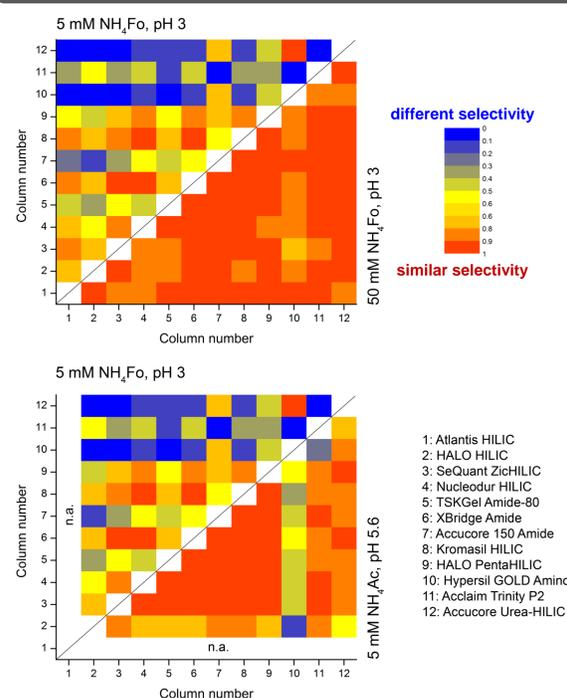 5 mM NH4Fo, pH 3
12
11
10
9
8
7
6
5
4
3
2
1
Column number
1 2 3 4 5 6 7 8 9 10 11 12
Column number
50 mM NH4Fo, pH 3
different selectivity
0
0.1
0.2
0.3
0.4
0.5
0.6
0.6
0.8
0.9
1
similar selectivity
5 mM NH4Fo, pH 3
12
11
10
9
8
7
6
5
4
3
2
1
Column number
n.a.
n.a.
1 2 3 4 5 6 7 8 9 10 11 12
Column number
5 mM NH4Ac, pH 5.6
1: Atlantis HILIC
2: HALO HILIC
3: SeQuant ZicHILIC
4: Nucleodur HILIC
5: TSKGel Amide-80
6: XBridge Amide
7: Accucore 150 Amide
8: Kromasil HILIC
9: HALO PentaHILIC
10: Hypersil GOLD Amino
11: Acclaim Trinity P2
12: Accucore Urea-HILIC